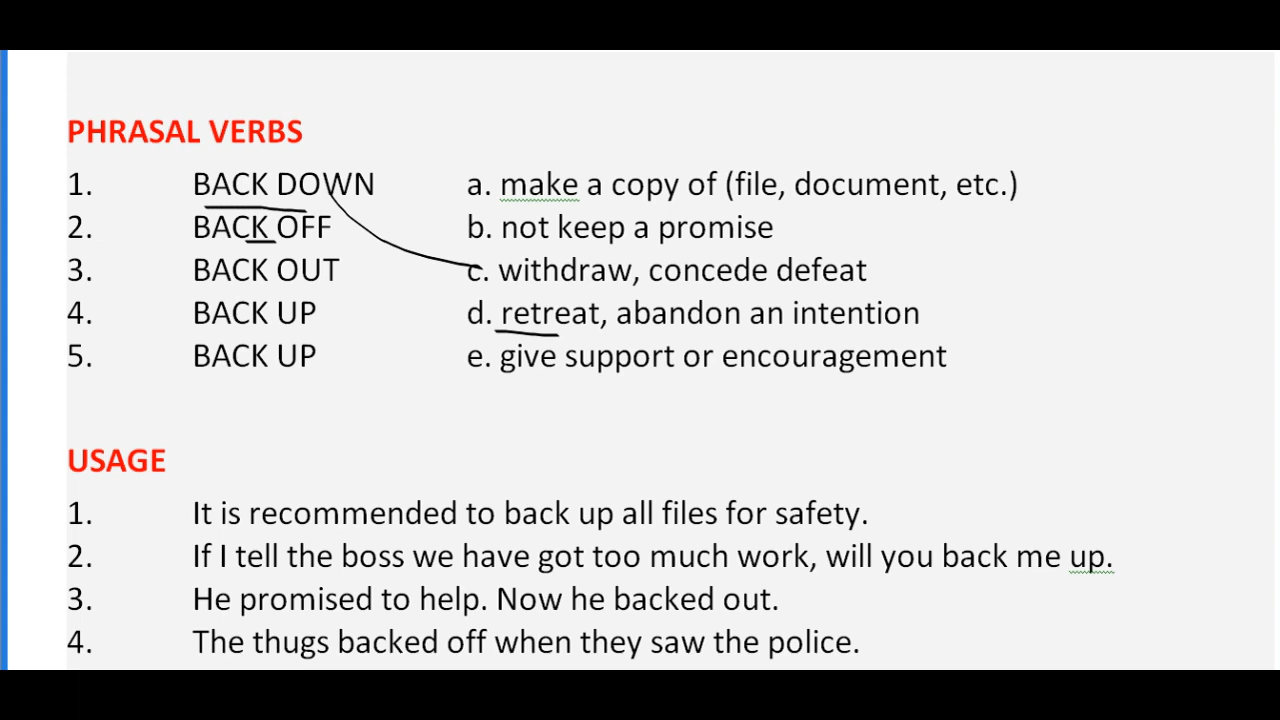 PHRASAL VERBS
1. BACK DOWN a. make a copy of (file, document, etc.)
2. BACK OFF b. not keep a promise
3. BACK OUT c. withdraw, concede defeat
4. BACK UP d. retreat, abandon an intention
5. BACK UP e. give support or encouragement
USAGE
1. It is recommended to back up all files for safety.
2. If I tell the boss we have got too much work, will you back me up.
3. He promised to help. Now he backed out.
4. The thugs backed off when they saw the police.